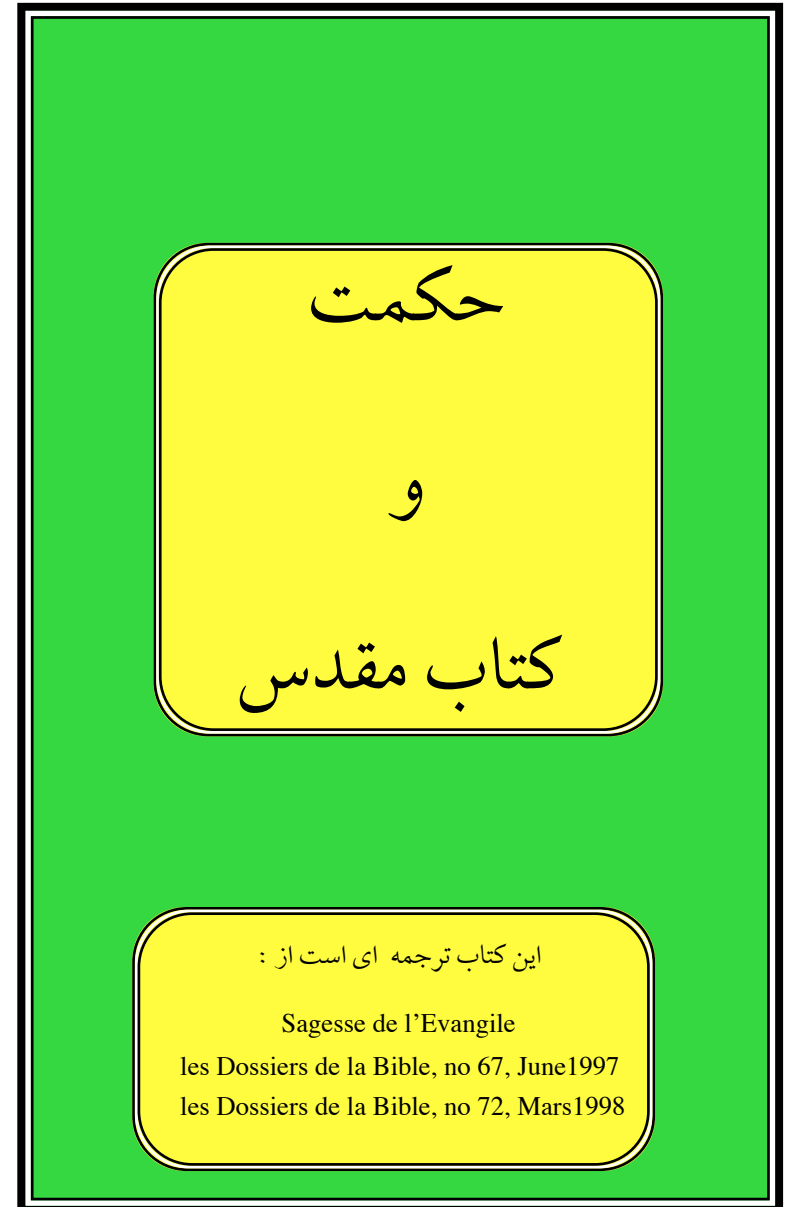 حکمت
و
کتاب مقدس
این کتاب ترجمه ای است از :
Sagesse de l’Evangile
les Dossiers de la Bible, no 67, June1997
les Dossiers de la Bible, no 72, Mars1998